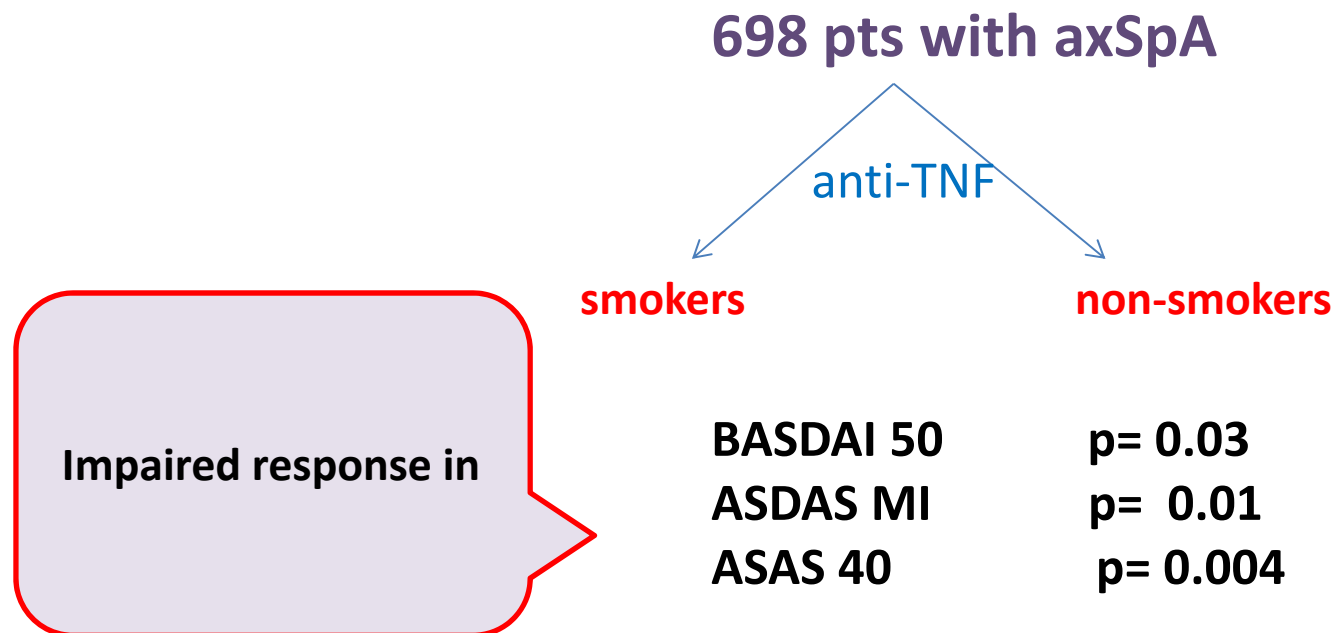 698 pts with axSpA
anti-TNF
smokers
non-smokers
Impaired response in
BASDAI 50 p= 0.03
ASDAS MI p= 0.01
ASAS 40 p= 0.004